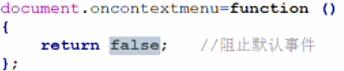 document.oncontextmenu=function ()
{
    return false;    //阻止默认事件
};